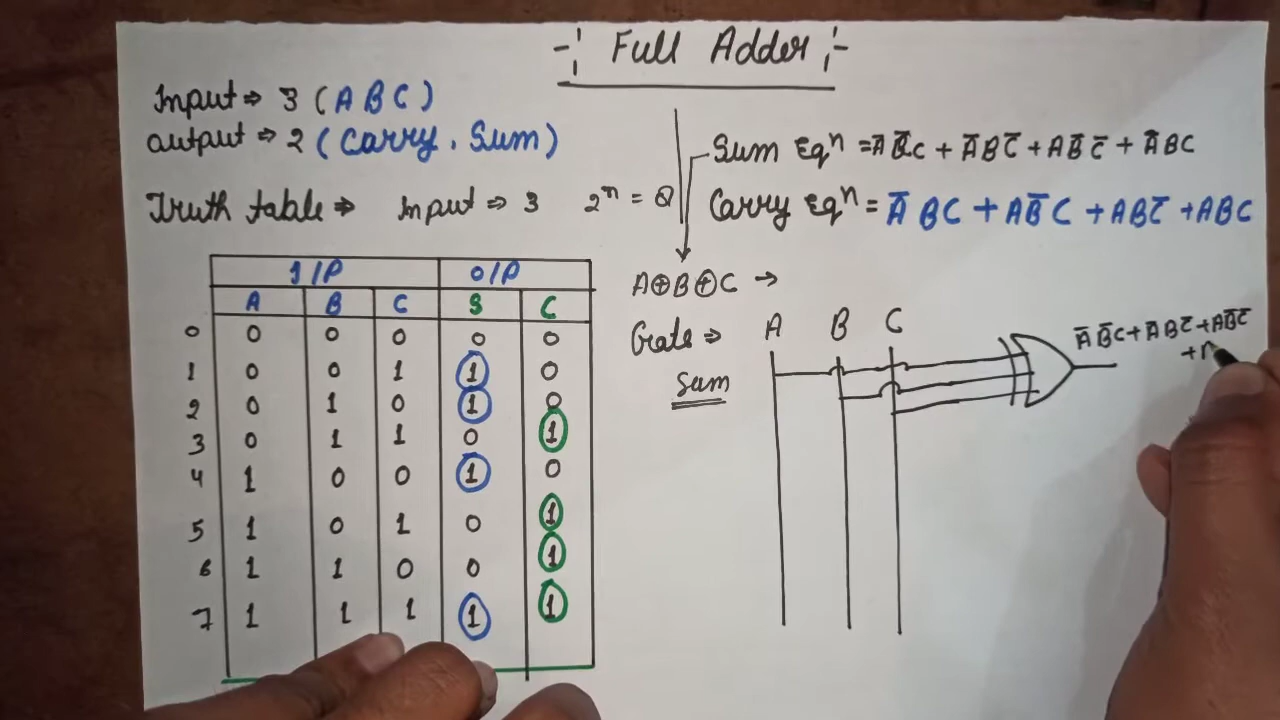 -¦ Full Adder ¦-
Input ⇒ 3 (A B C)
output ⇒ 2 (Carry, Sum)
Truth table ⇒ Input ⇒ 3 2ⁿ = 8
Sum Eqⁿ = A̅ B̅C + A̅BC̅ + AB̅C̅ + A̅BC
Carry Eqⁿ = A̅BC + AB̅C + ABC̅ + ABC
1/P 0/P
A B C S C
0 0 0 0 0 0
1 0 0 1 1 0
2 0 1 0 1 0
3 0 1 1 0 1
4 1 0 0 1 0
5 1 0 1 0 1
6 1 1 0 0 1
7 1 1 1 1 1
A⊕B⊕C →
Gate ⇒ A B C
Sum
A̅B̅C + A̅BC̅ + AB̅C̅
+